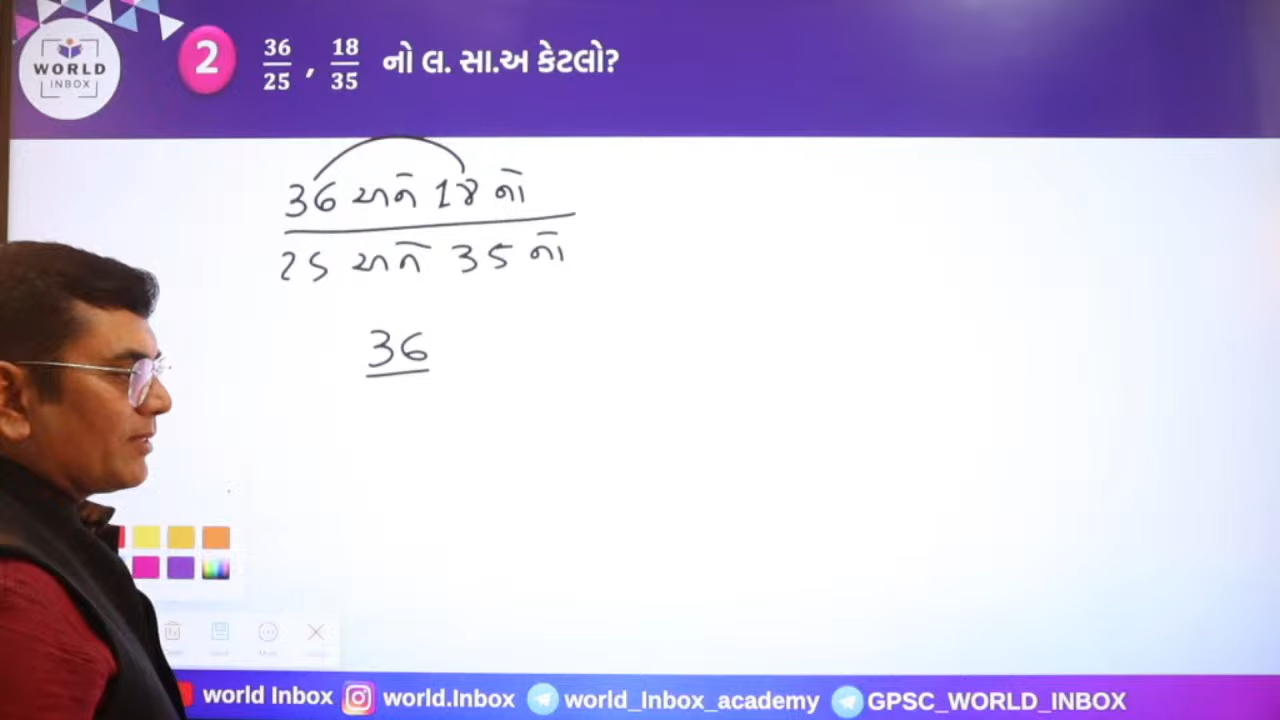 WORLD
INBOX
2 36/25 , 18/35 નો લ. સા.અ કેટલો?
36 અને 18 નો
25 અને 35 નો
36
world Inbox world.Inbox world_Inbox_academy GPSC_WORLD_INBOX